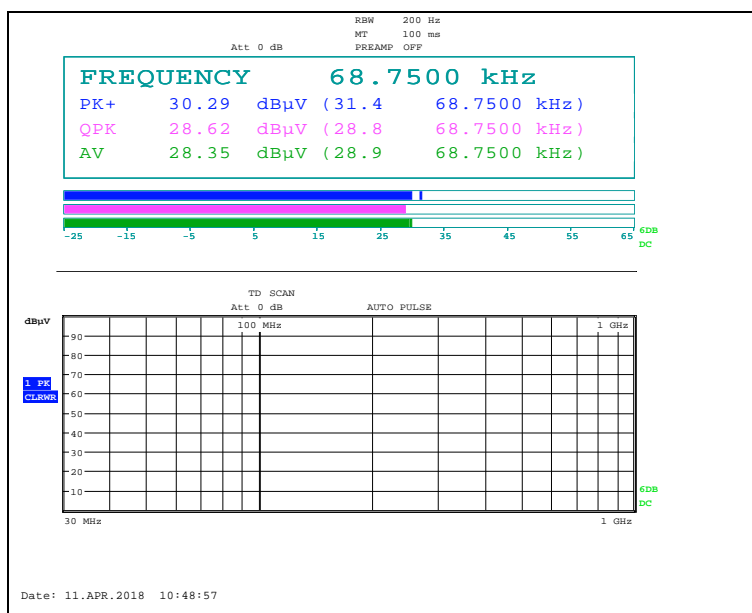 RBW 200 Hz
MT 100 ms
Att 0 dB PREAMP OFF
FREQUENCY 68.7500 kHz
PK+ 30.29 dBµV (31.4 68.7500 kHz)
QPK 28.62 dBµV (28.8 68.7500 kHz)
AV 28.35 dBµV (28.9 68.7500 kHz)
6DB
-25 -15 -5 5 15 25 35 45 55 65
DC
TD SCAN
Att 0 dB AUTO PULSE
dBµV
100 MHz 1 GHz
90
80
70
1 PK
60
CLRWR
50
40
30
20
10
6DB
DC
30 MHz 1 GHz
Date: 11.APR.2018 10:48:57